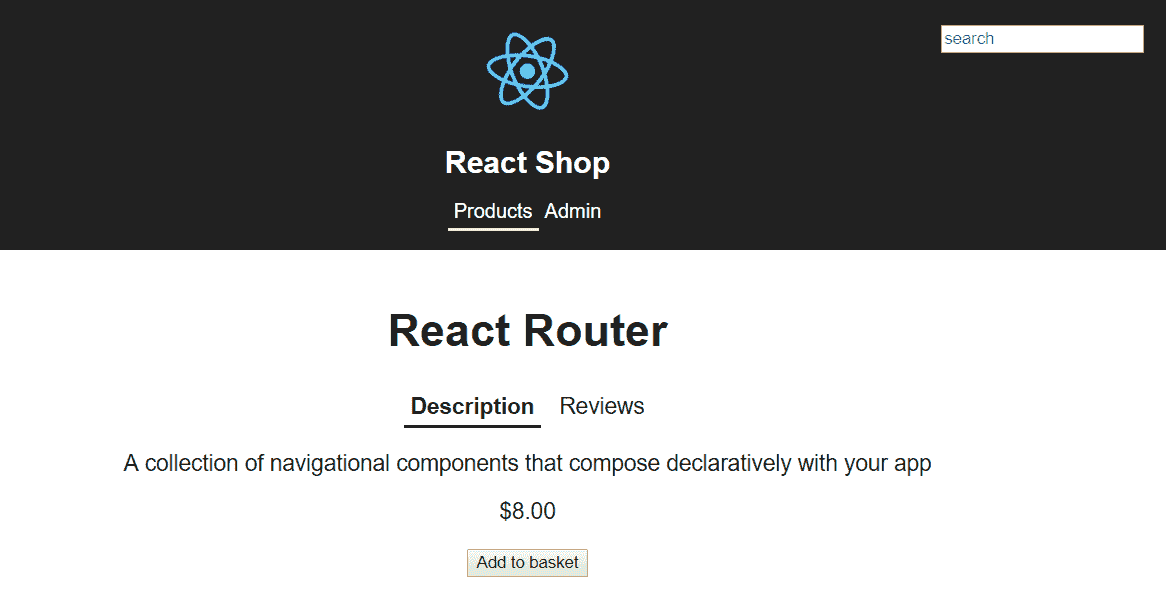 search
React Shop
Products Admin
React Router
Description Reviews
A collection of navigational components that compose declaratively with your app
$8.00
Add to basket